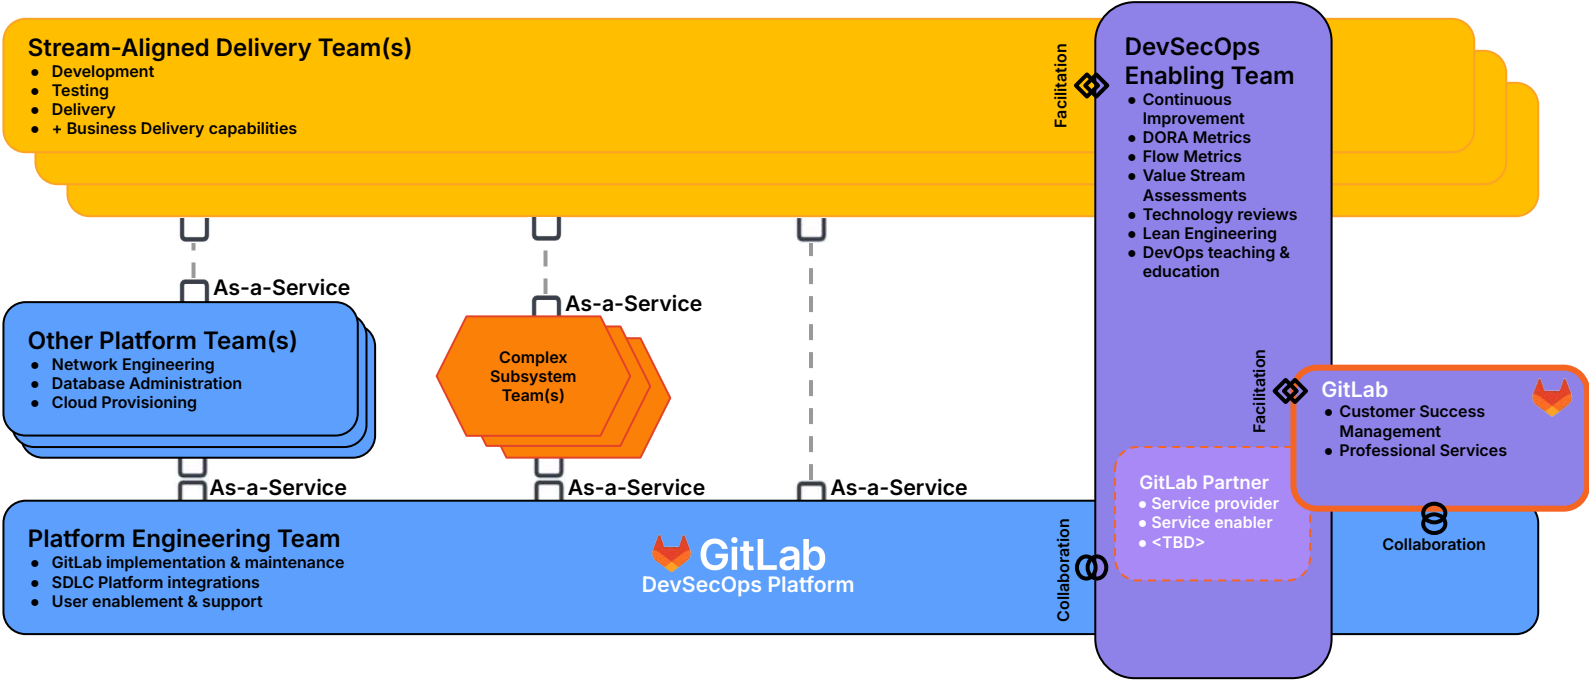 Stream-Aligned Delivery Team(s)
● Development
● Testing
● Delivery
● + Business Delivery capabilities
Facilitation
DevSecOps
Enabling Team
● Continuous
Improvement
● DORA Metrics
● Flow Metrics
● Value Stream
Assessments
● Technology reviews
● Lean Engineering
● DevOps teaching &
education
As-a-Service
As-a-Service
Other Platform Team(s)
● Network Engineering
● Database Administration
● Cloud Provisioning
Complex
Subsystem
Team(s)
Facilitation
GitLab
● Customer Success
Management
● Professional Services
As-a-Service
As-a-Service
As-a-Service
GitLab Partner
● Service provider
● Service enabler
● <TBD>
Platform Engineering Team
● GitLab implementation & maintenance
● SDLC Platform integrations
● User enablement & support
GitLab
DevSecOps Platform
Collaboration
Collaboration